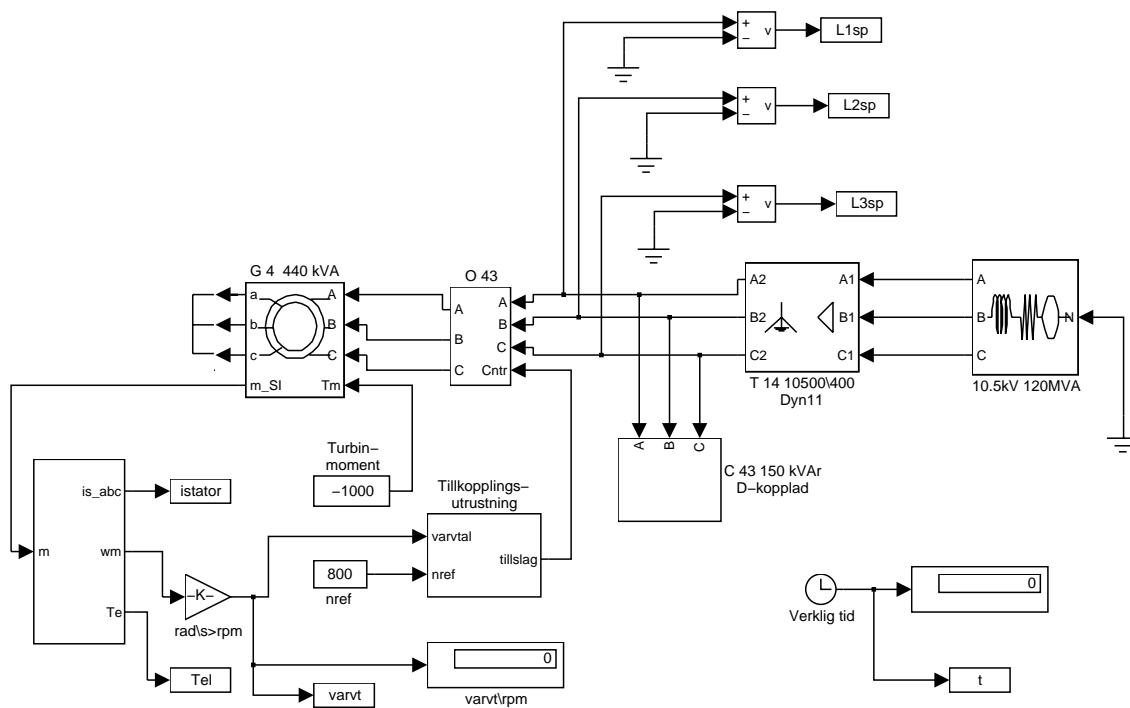 +
−
v
L1sp
+
−
v
L2sp
+
−
v
L3sp
G 4 440 kVA
a
A
b
B
c
C
m_SI
Tm
O 43
A
B
C
A
B
C
Cntr
A2
B2
C2
A1
B1
C1
T 14 10500\400
Dyn11
A
B
C
N
10.5kV 120MVA
A
B
C
C 43 150 kVAr
D−kopplad
Turbin−
moment
−1000
Tillkopplings−
utrustning
varvtal
nref
tillslag
800
nref
m
is_abc
wm
Te
istator
Tel
−K−
rad\s>rpm
varvt
0
varvt\rpm
Verklig tid
0
t